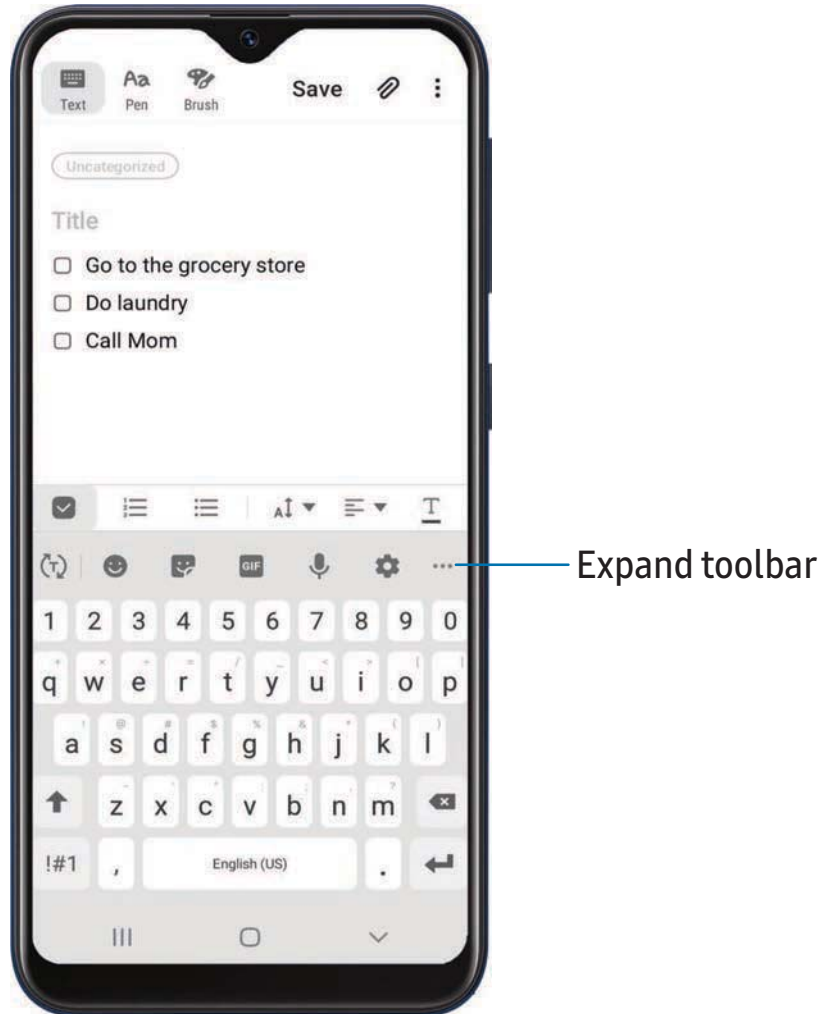 Text Pen Brush Save
Uncategorized
Title
Go to the grocery store
Do laundry
Call Mom
GIF
Expand toolbar
1 2 3 4 5 6 7 8 9 0
q w e r t y u i o p
a s d f g h j k l
z x c v b n m
!#1 , English (US) .